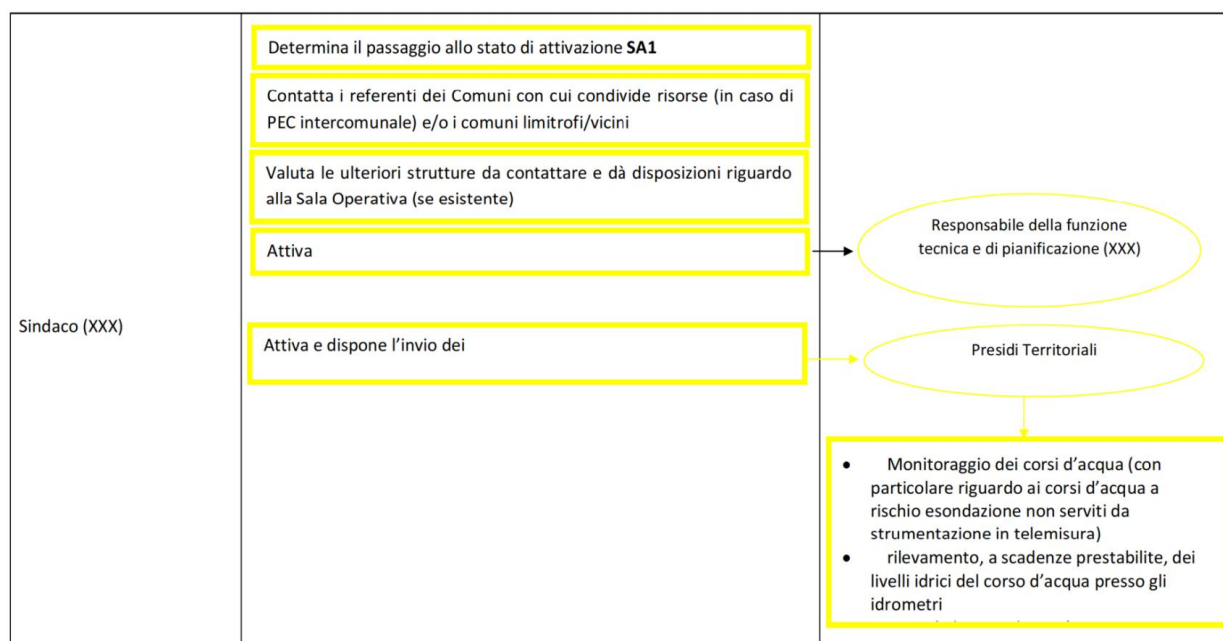 Determina il passaggio allo stato di attivazione SA1
Contatta i referenti dei Comuni con cui condivide risorse (in caso di
PEC intercomunale) e/o i comuni limitrofi/vicini
Valuta le ulteriori strutture da contattare e dà disposizioni riguardo
alla Sala Operativa (se esistente)
Attiva
Responsabile della funzione
tecnica e di pianificazione (XXX)
Sindaco (XXX)
Attiva e dispone l’invio dei
Presidi Territoriali
• Monitoraggio dei corsi d’acqua (con
particolare riguardo ai corsi d’acqua a
rischio esondazione non serviti da
strumentazione in telemisura)
• rilevamento, a scadenze prestabilite, dei
livelli idrici del corso d’acqua presso gli
idrometri